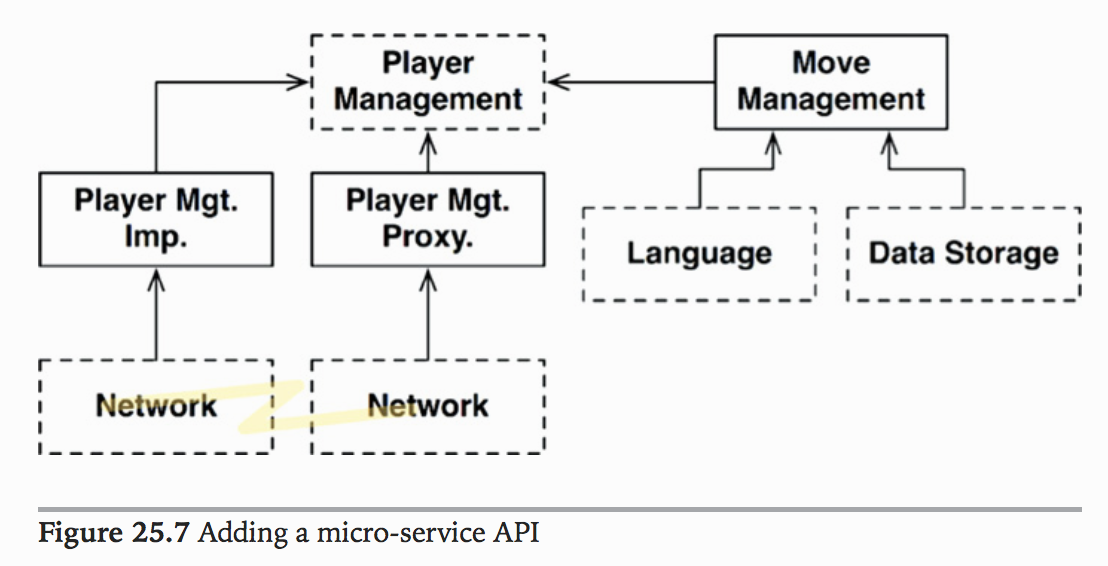 Player
Management
Move
Management
Player Mgt.
Imp.
Player Mgt.
Proxy.
Language
Data Storage
Network
Network
Figure 25.7 Adding a micro-service API